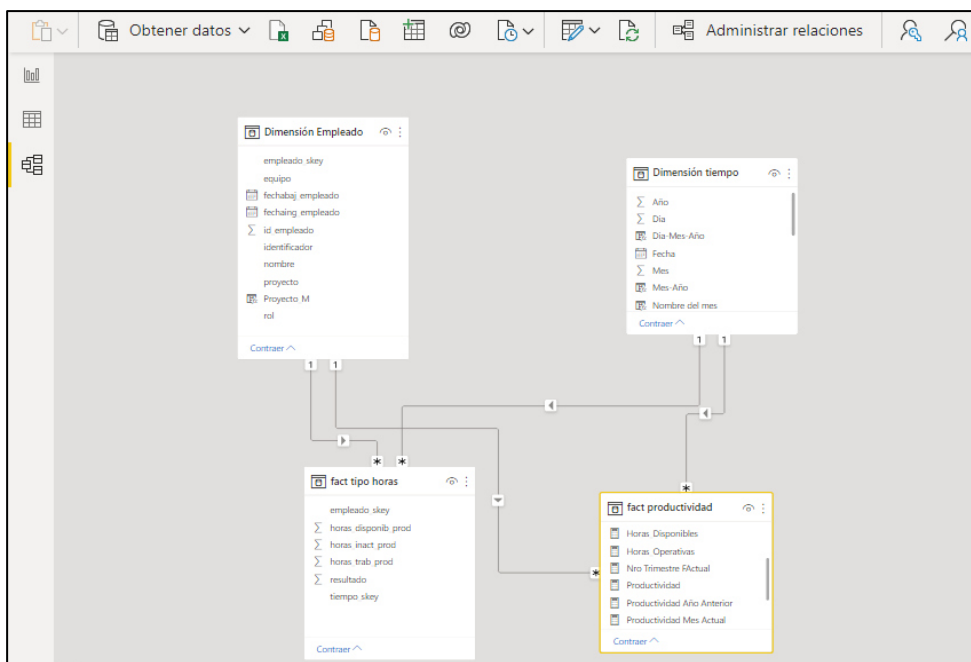 Obtener datos
Administrar relaciones
Dimensión Empleado
empleado skey
equipo
fechabaj empleado
fechaing empleado
Σ id empleado
identificador
nombre
proyecto
Proyecto M
rol
Contraer
Dimensión tiempo
Σ Año
Σ Dia
Dia-Mes-Año
Fecha
Σ Mes
Mes-Año
Nombre del mes
Contraer
1 1
1 1
* *
*
*
fact tipo horas
empleado skey
Σ horas disponib prod
Σ horas inact prod
Σ horas trab prod
Σ resultado
tiempo skey
Contraer
fact productividad
Horas Disponibles
Horas Operativas
Nro Trimestre FActual
Productividad
Productividad Año Anterior
Productividad Mes Actual
Contraer